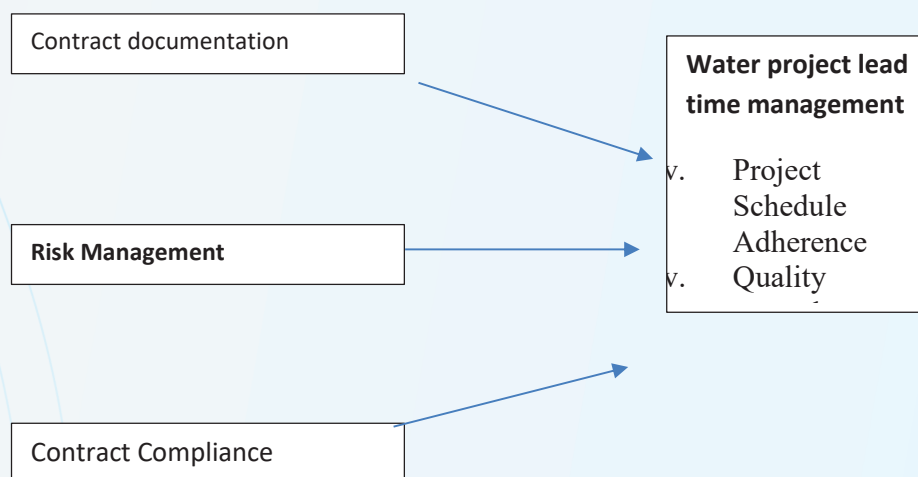 Contract documentation
Water project lead
time management
v. Project
Schedule
Adherence
v. Quality
Risk Management
Contract Compliance